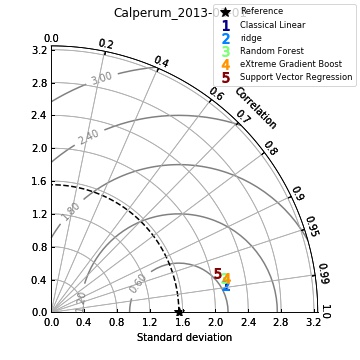 Calperum_2013-
Reference
1 Classical Linear
2 ridge
3 Random Forest
4 eXtreme Gradient Boost
5 Support Vector Regression
0.0 0.2 0.4 0.6 0.7 0.8 0.9 0.95 0.99 1.0
Correlation
3.2
2.8
2.4
2.0
1.6
1.2
0.8
0.4
0.0
3.00
2.40
1.80
1.20
0.60
5 4
2
0.0 0.4 0.8 1.2 1.6 2.0 2.4 2.8 3.2
Standard deviation